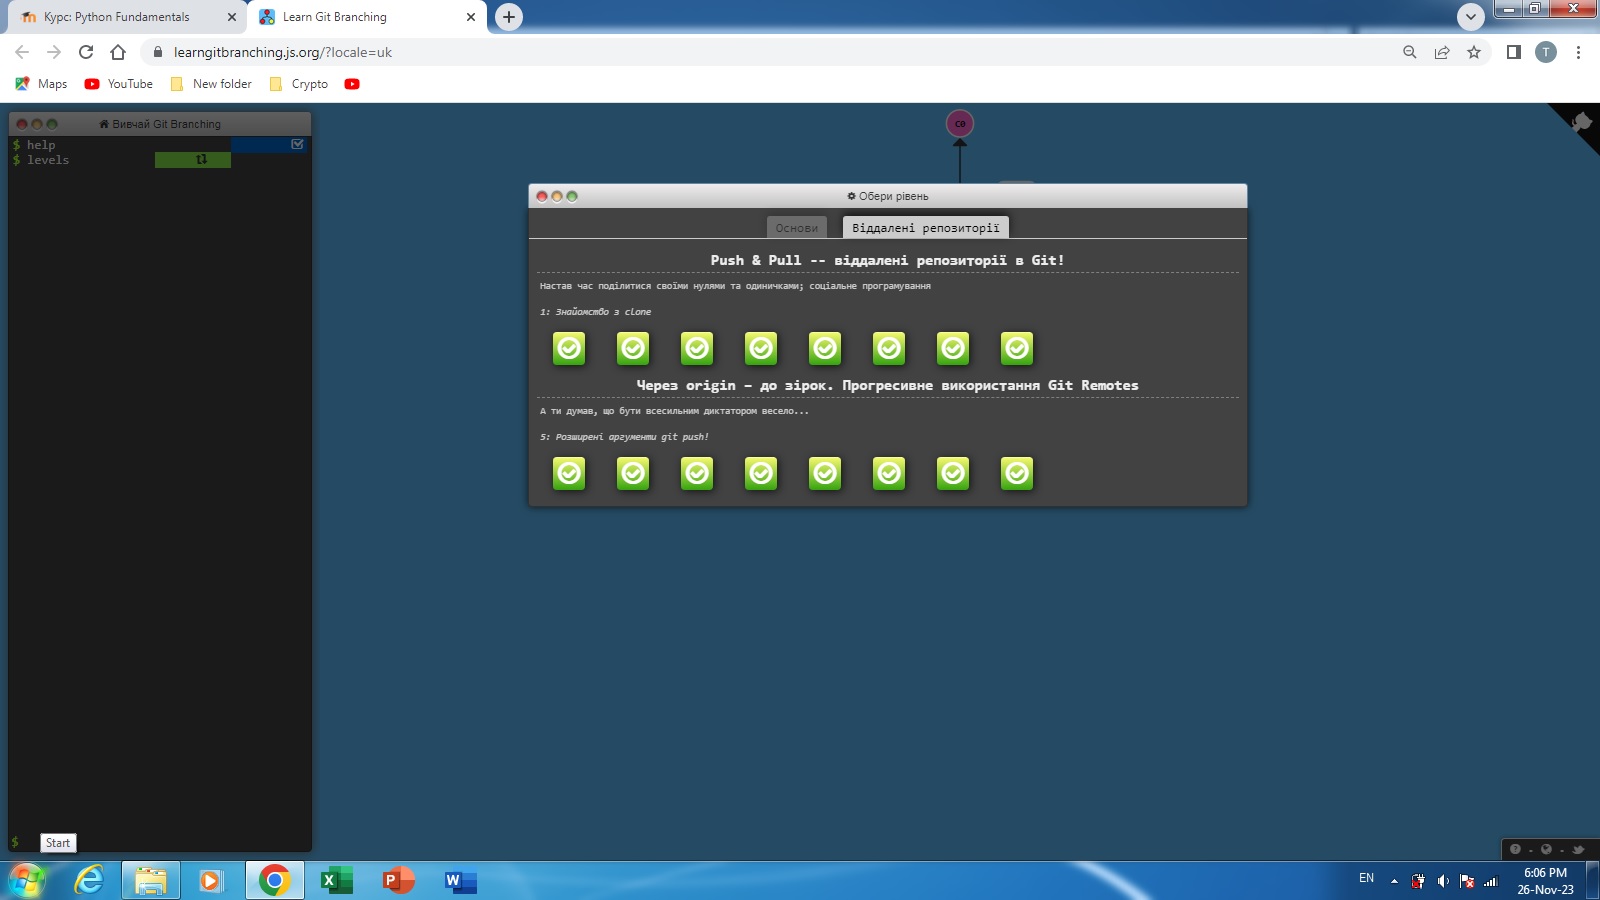 Курс: Python Fundamentals
Learn Git Branching
learngitbranching.js.org/?locale=uk
T
Maps
YouTube
New folder
Crypto
Вивчай Git Branching
$ help
$ levels
$
C0
Обери рівень
Основи
Віддалені репозиторії
Push & Pull -- віддалені репозиторії в Git!
Настав час поділитися своїми нулями та одиничками; соціальне програмування
1: Знайомство з clone
Через origin – до зірок. Прогресивне використання Git Remotes
А ти думав, що бути всесильним диктатором весело...
5: Розширені аргументи git push!
Start
EN
6:06 PM
26-Nov-23